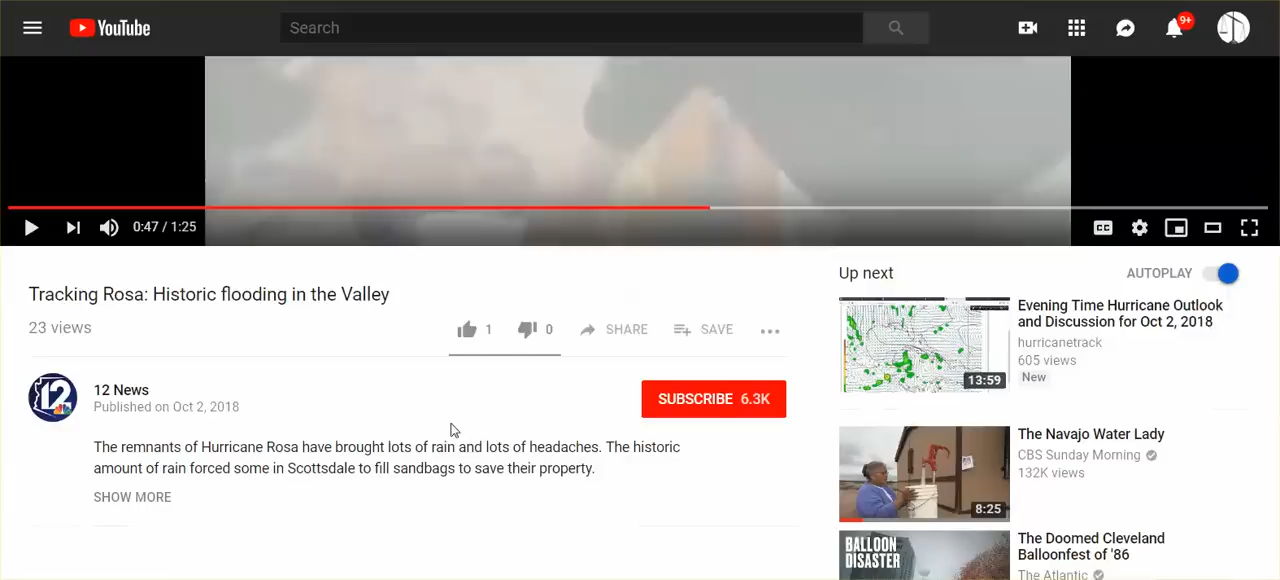 YouTube
Search
9+
0:47 / 1:25
CC
Tracking Rosa: Historic flooding in the Valley
23 views
1
0
SHARE
SAVE
12
12 News
Published on Oct 2, 2018
SUBSCRIBE 6.3K
The remnants of Hurricane Rosa have brought lots of rain and lots of headaches. The historic
amount of rain forced some in Scottsdale to fill sandbags to save their property.
SHOW MORE
Up next
AUTOPLAY
13:59
Evening Time Hurricane Outlook
and Discussion for Oct 2, 2018
hurricanetrack
605 views
New
8:25
The Navajo Water Lady
CBS Sunday Morning
132K views
BALLOON
DISASTER
The Doomed Cleveland
Balloonfest of '86
The Atlantic